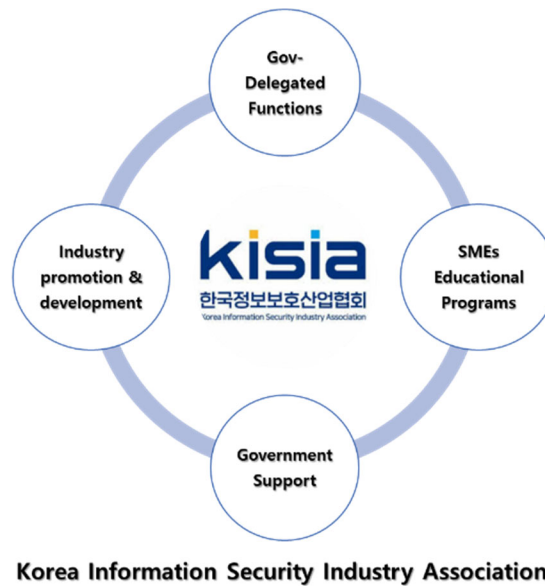 Gov-
Delegated
Functions
Industry
promotion &
development
kisia
한국정보보호산업협회
Korea Information Security Industry Association
SMEs
Educational
Programs
Government
Support
Korea Information Security Industry Association